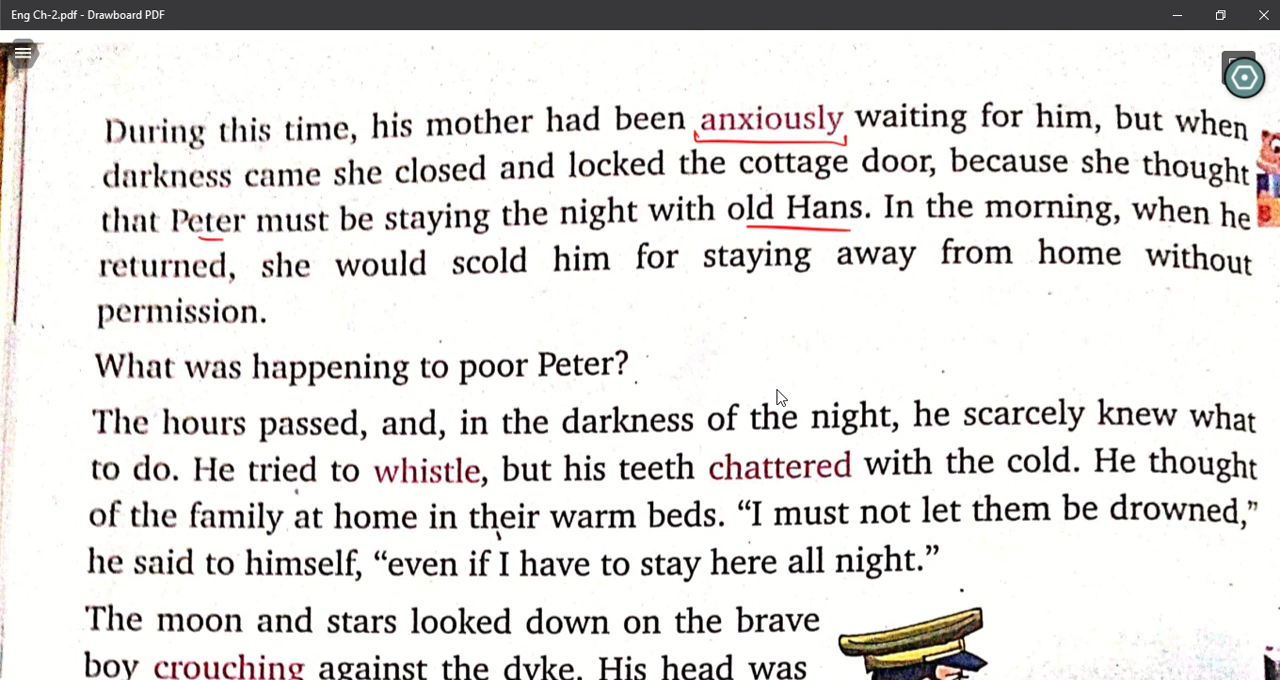 Eng Ch-2.pdf - Drawboard PDF
During this time, his mother had been anxiously waiting for him, but when
darkness came she closed and locked the cottage door, because she thought
that Peter must be staying the night with old Hans. In the morning, when he
returned, she would scold him for staying away from home without
permission.
What was happening to poor Peter?
The hours passed, and, in the darkness of the night, he scarcely knew what
to do. He tried to whistle, but his teeth chattered with the cold. He thought
of the family at home in their warm beds. “I must not let them be drowned,”
he said to himself, “even if I have to stay here all night.”
The moon and stars looked down on the brave
boy crouching against the dyke. His head was